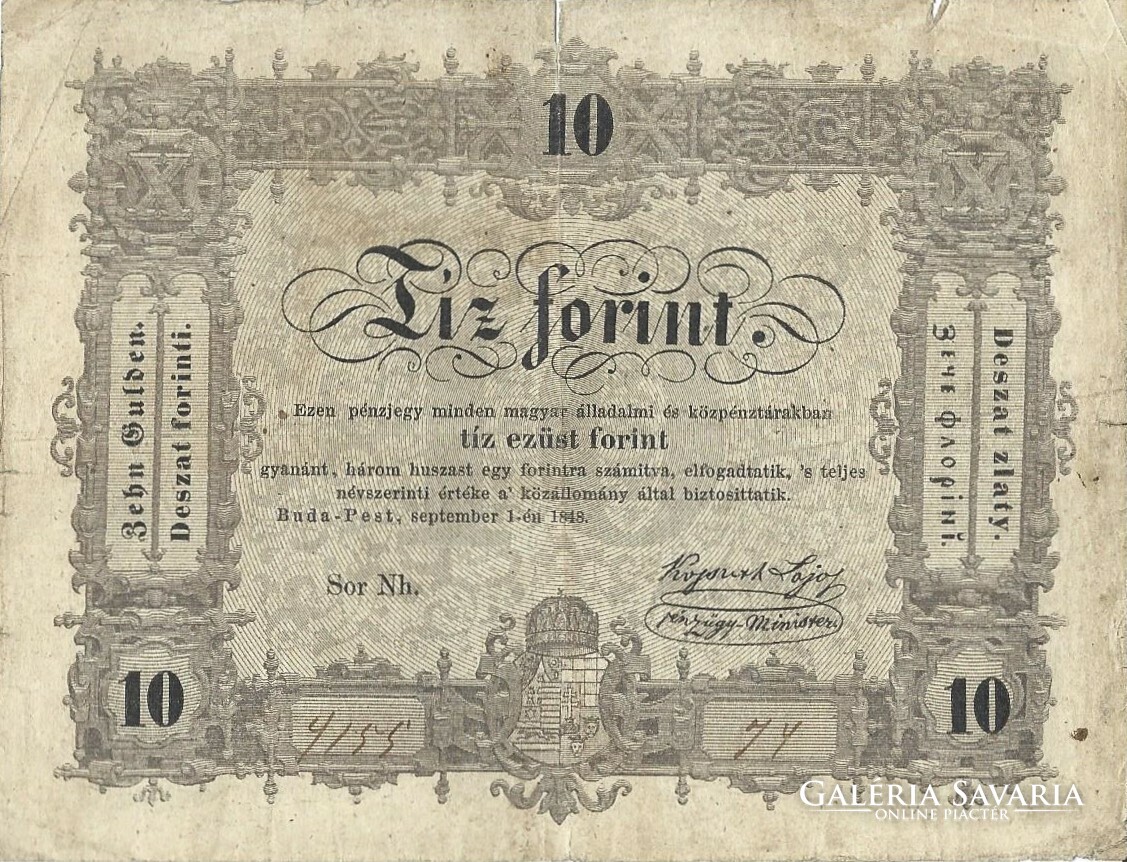 10
X
X
Tíz forint.
Ezen pénzjegy minden magyar álladalmi és közpénztárakban
tíz ezüst forint
gyanánt, három huszast egy forintra számitva, elfogadtatik, 's teljes
névszerinti értéke a' közállomány által biztosittatik.
Buda-Pest, september 1-én 1848.
Sor Nh.
Kossuth Lajos
pénzügy-Minister.
Zehn Gulden.
Deszat forinti.
Deszat zlaty.
10
10
74
GALÉRIA SAVARIA
ONLINE PIACTÉR